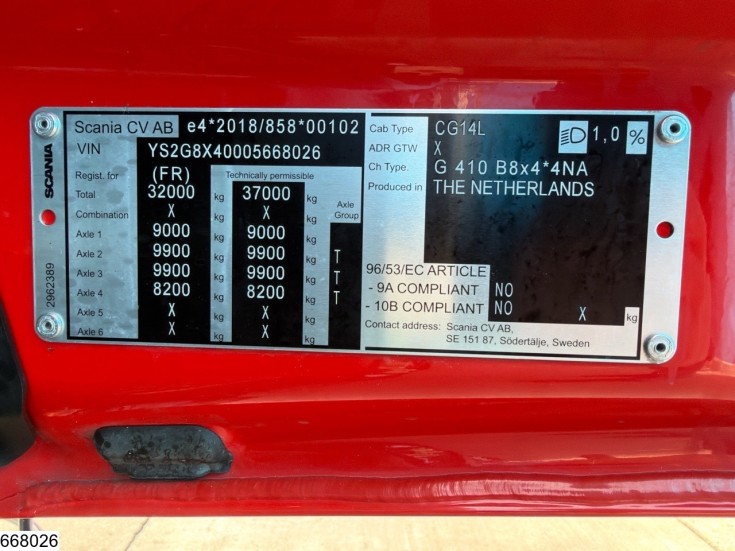 SCANIA
2962389
Scania CV AB e4*2018/858*00102
VIN YS2G8X40005668026
Regist. for (FR) Technically permissible
Total 32000 kg 37000 kg
Combination X kg X kg Axle Group
Axle 1 9000 kg 9000 kg
Axle 2 9900 kg 9900 kg T
Axle 3 9900 kg 9900 kg T
Axle 4 8200 kg 8200 kg T
Axle 5 X kg X kg
Axle 6 X kg X kg
Cab Type CG14L 1,0 %
ADR GTW X
Ch Type. G 410 B8x4*4NA
Produced in THE NETHERLANDS
96/53/EC ARTICLE
- 9A COMPLIANT NO
- 10B COMPLIANT NO X kg
Contact address: Scania CV AB,
SE 151 87, Södertälje, Sweden
668026